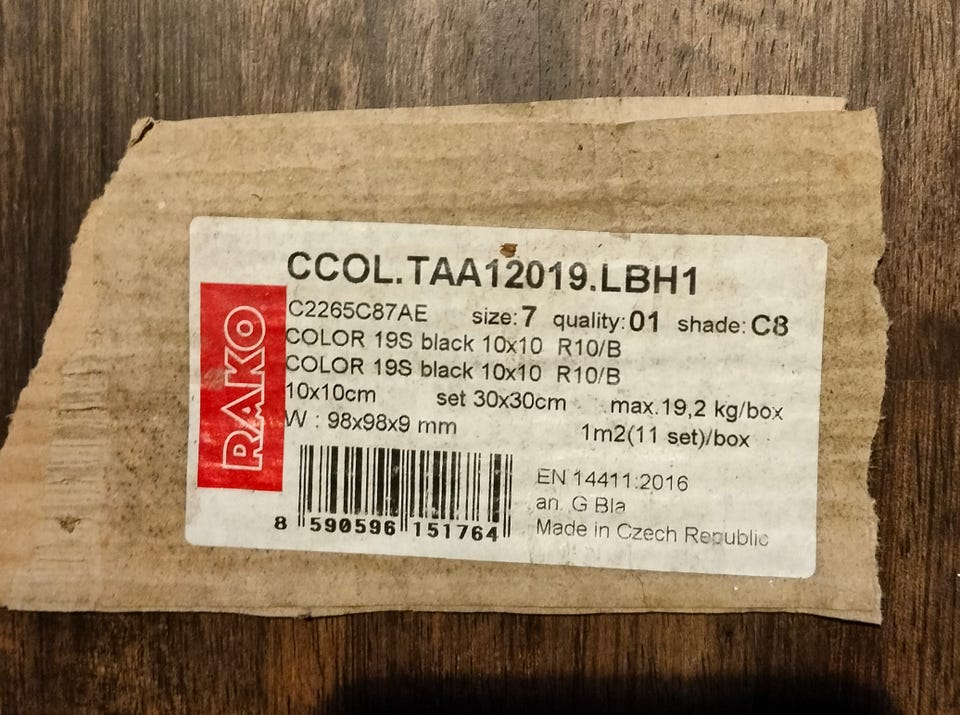 CCOL.TAA12019.LBH1
RAKO
C2265C87AE size: 7 quality: 01 shade: C8
COLOR 19S black 10x10 R10/B
COLOR 19S black 10x10 R10/B
10x10cm set 30x30cm max.19,2 kg/box
W : 98x98x9 mm 1m2(11 set)/box
EN 14411:2016
an. G BIa
Made in Czech Republic
8 590596 151764